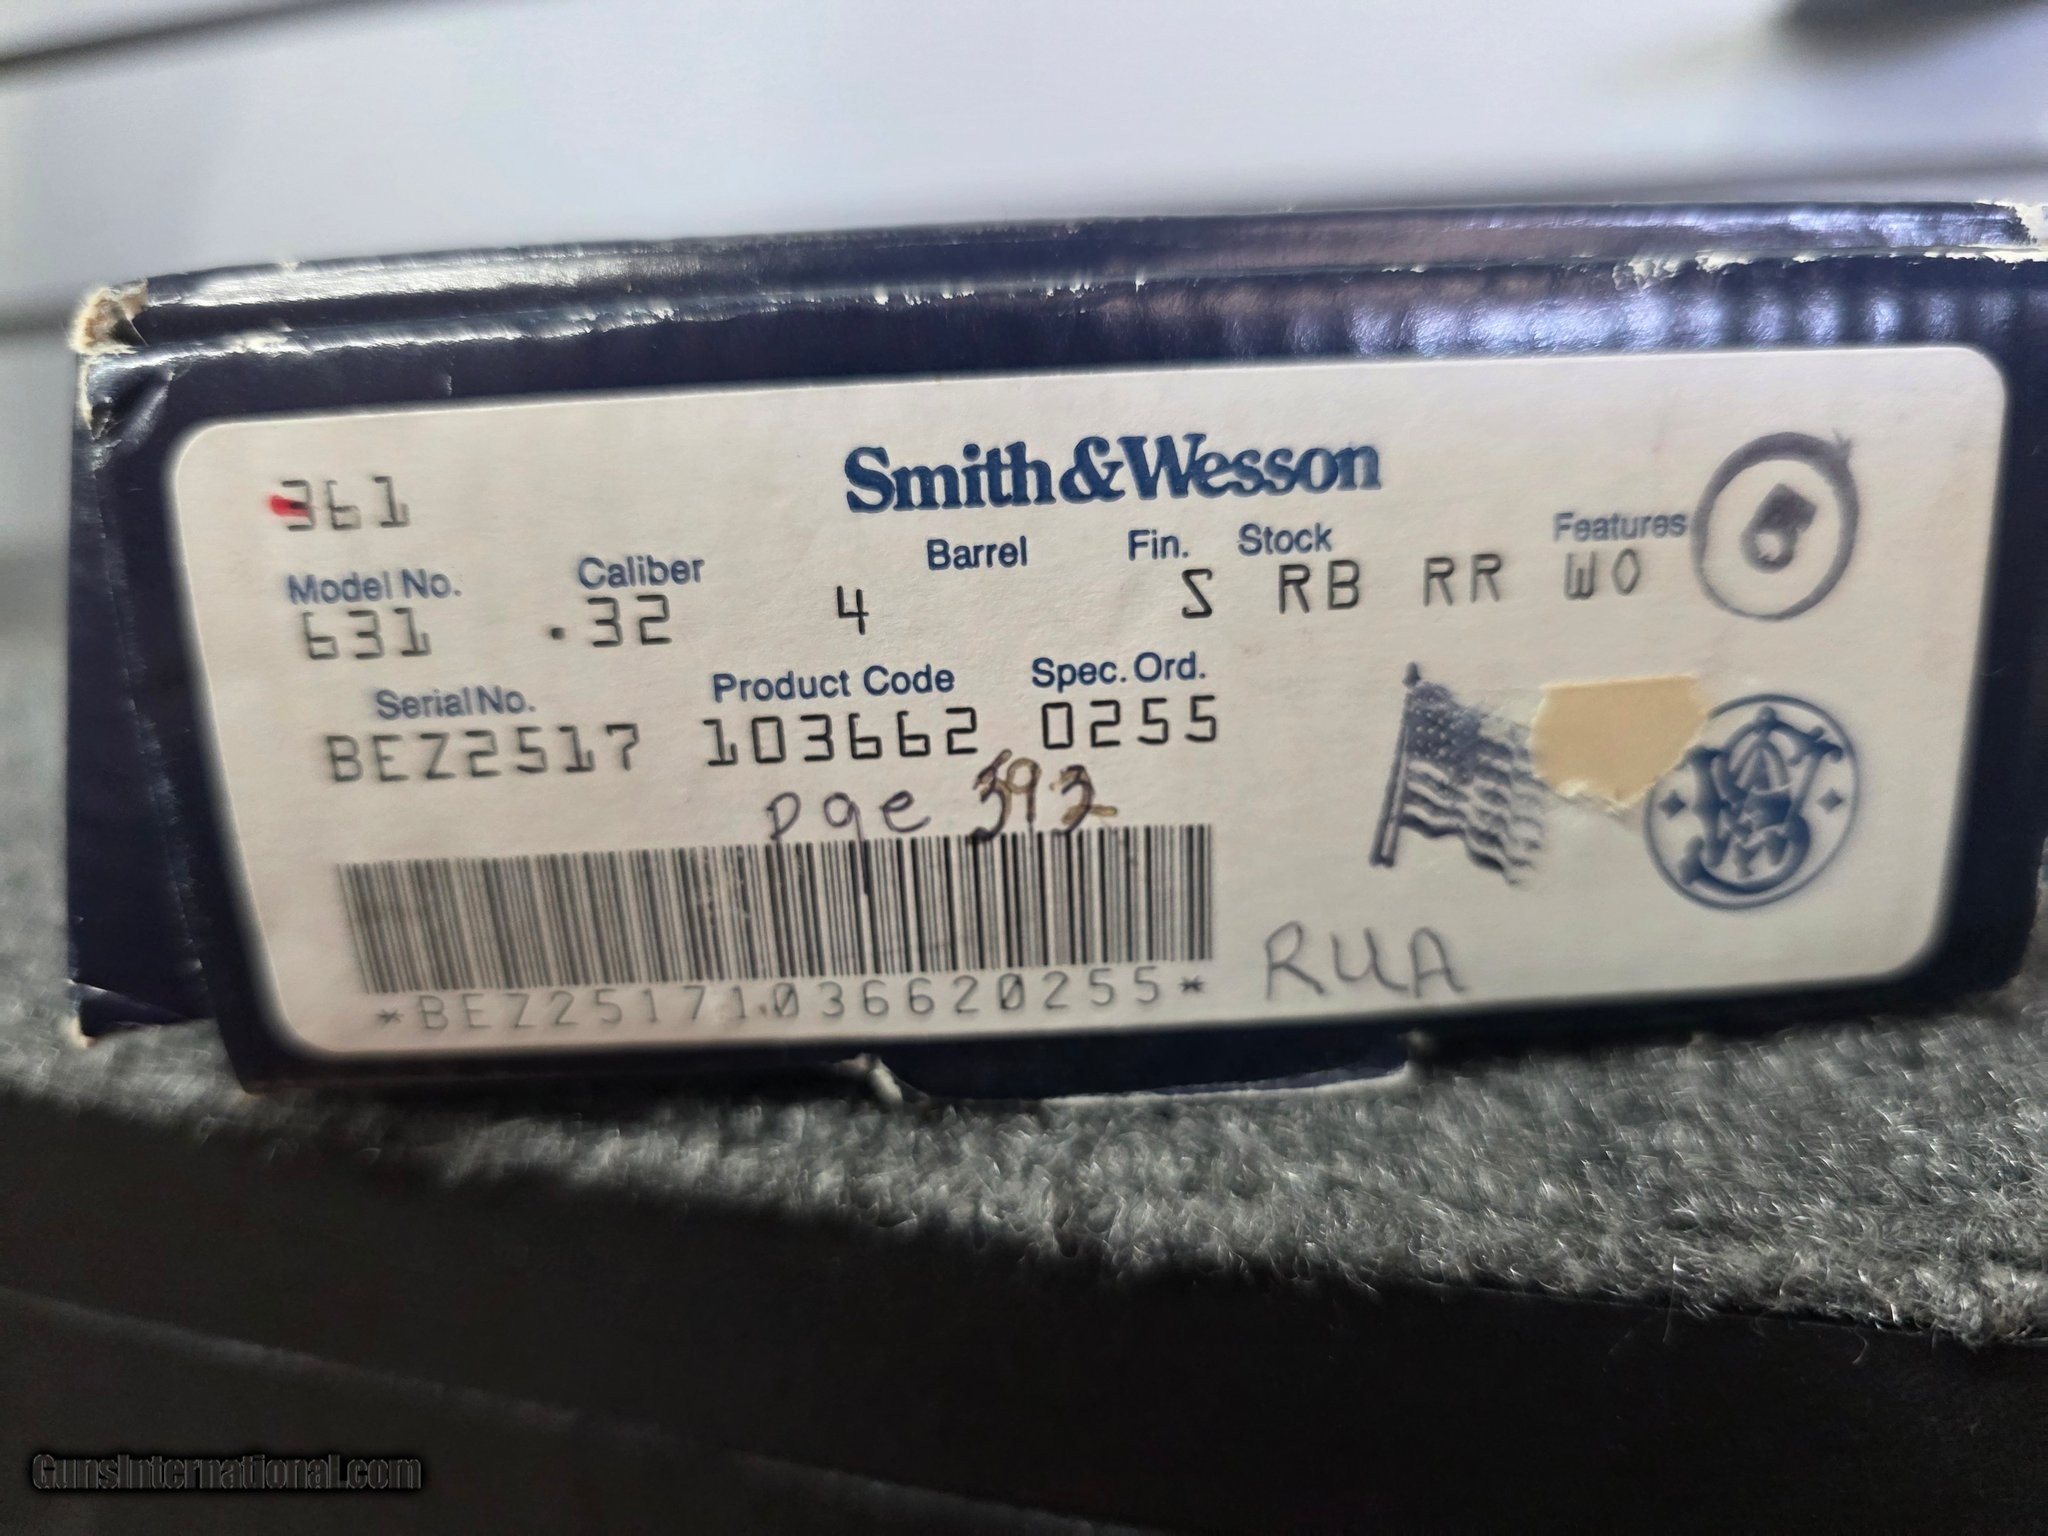 Smith & Wesson
361
Model No. Caliber Barrel Fin. Stock Features
631 .32 4 S RB RR WO
Serial No. Product Code Spec. Ord.
BEZ2517 103662 0255
pge 392
*BEZ25171036620255*
RUA
GunsInternational.com